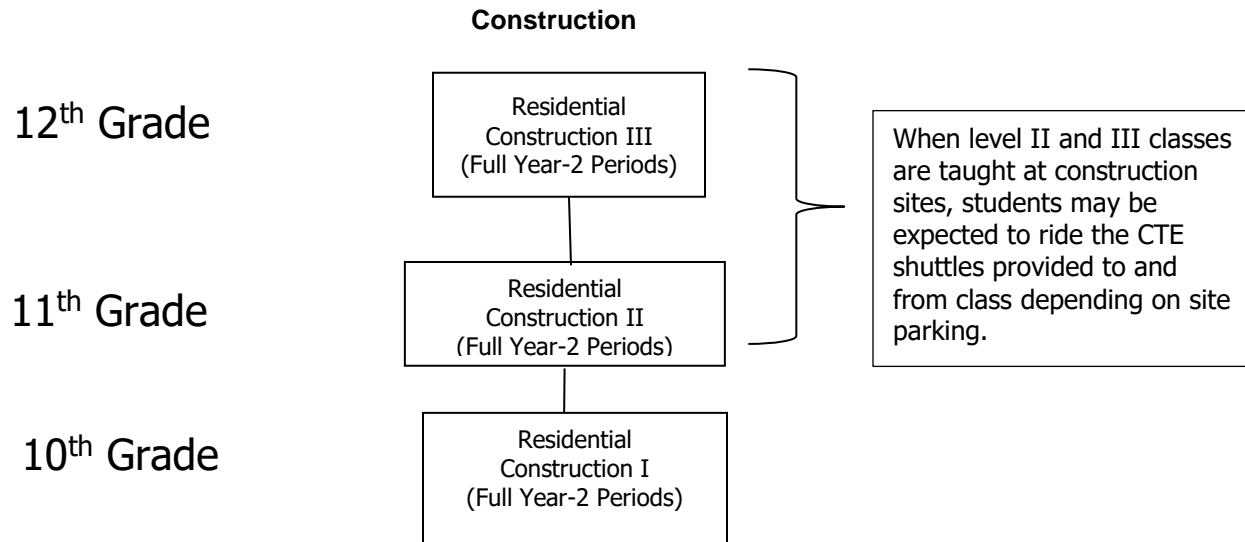 Construction
12th Grade
Residential
Construction III
(Full Year-2 Periods)
When level II and III classes
are taught at construction
sites, students may be
expected to ride the CTE
shuttles provided to and
from class depending on site
parking.
11th Grade
Residential
Construction II
(Full Year-2 Periods)
10th Grade
Residential
Construction I
(Full Year-2 Periods)